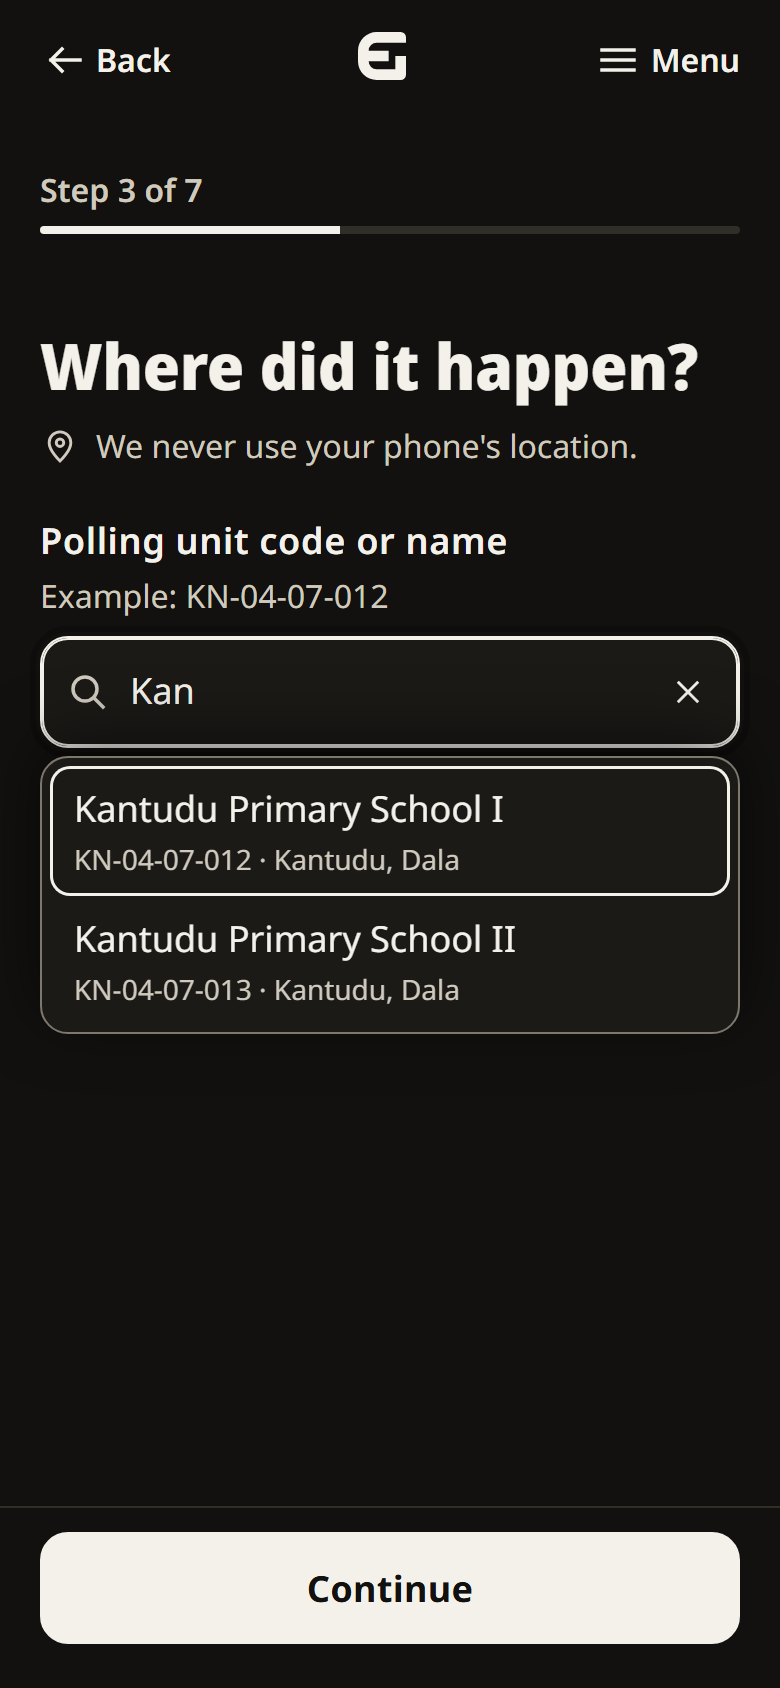 Back
Menu
Step 3 of 7
Where did it happen?
We never use your phone's location.
Polling unit code or name
Example: KN-04-07-012
Kan
Kantudu Primary School I
KN-04-07-012 · Kantudu, Dala
Kantudu Primary School II
KN-04-07-013 · Kantudu, Dala
Continue